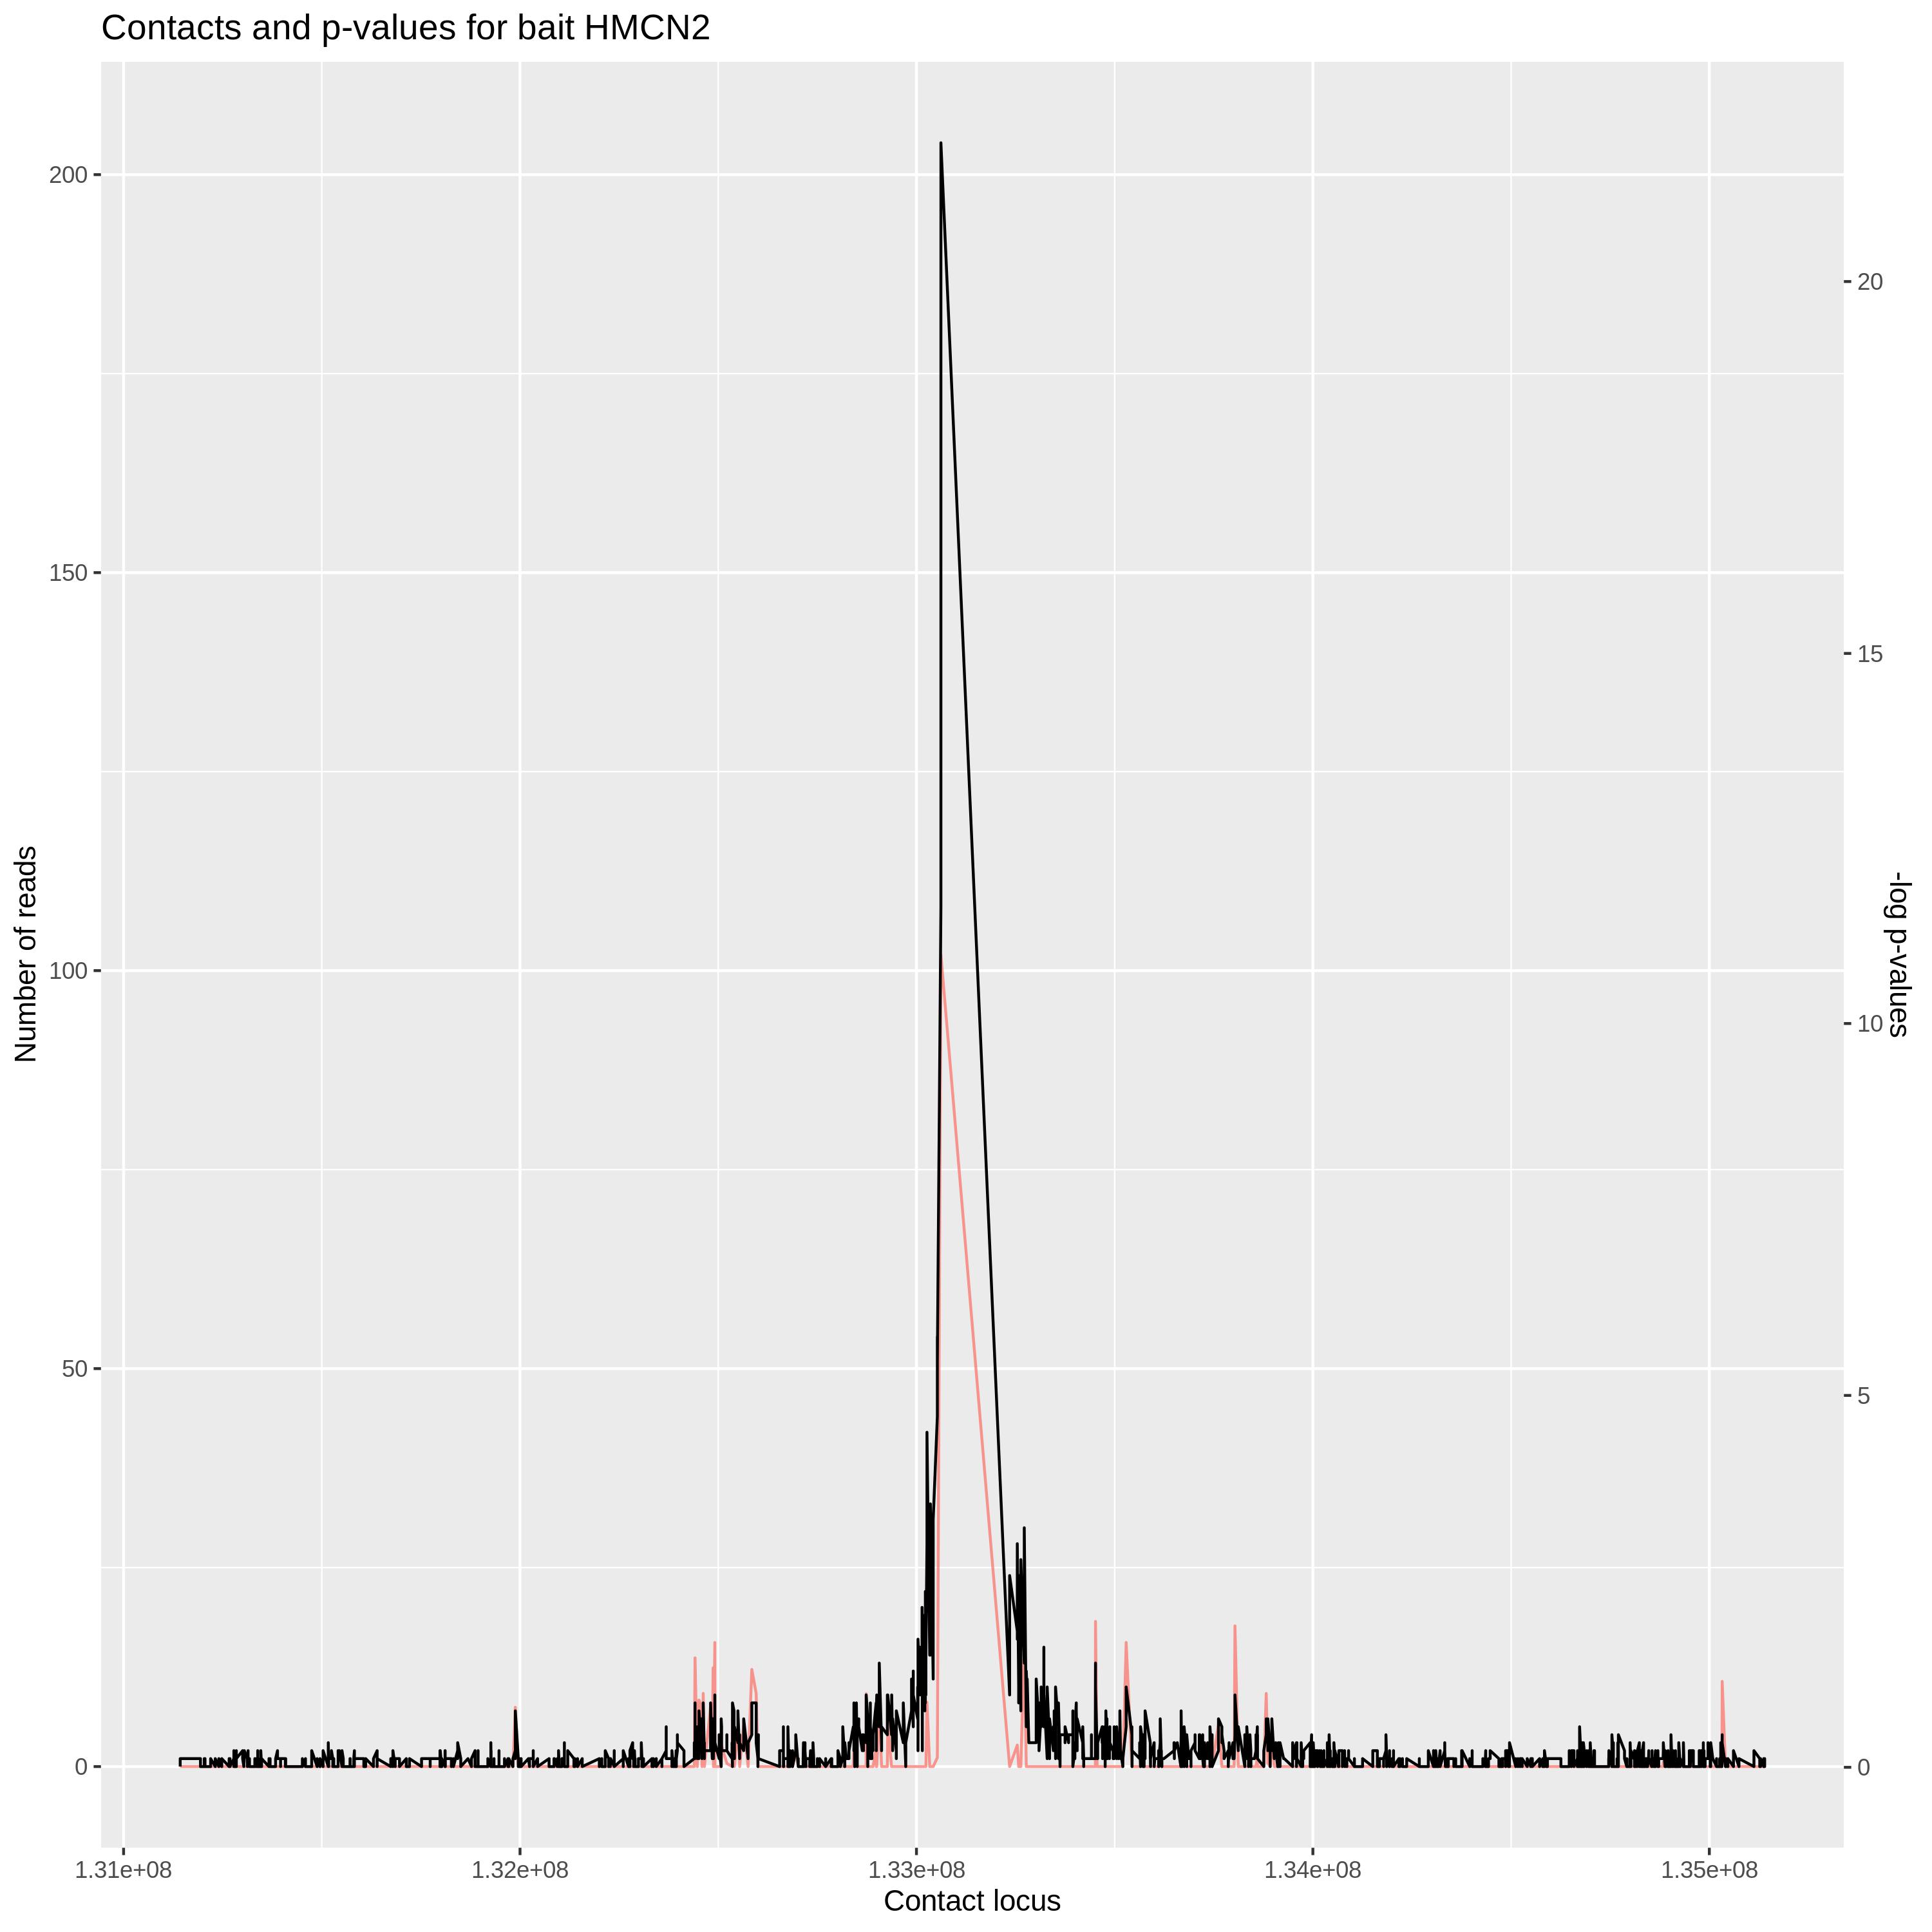 Contacts and p-values for bait HMCN2
200
150
100
50
0
Number of reads
20
15
10
5
0
-log p-values
1.31e+08
1.32e+08
1.33e+08
1.34e+08
1.35e+08
Contact locus